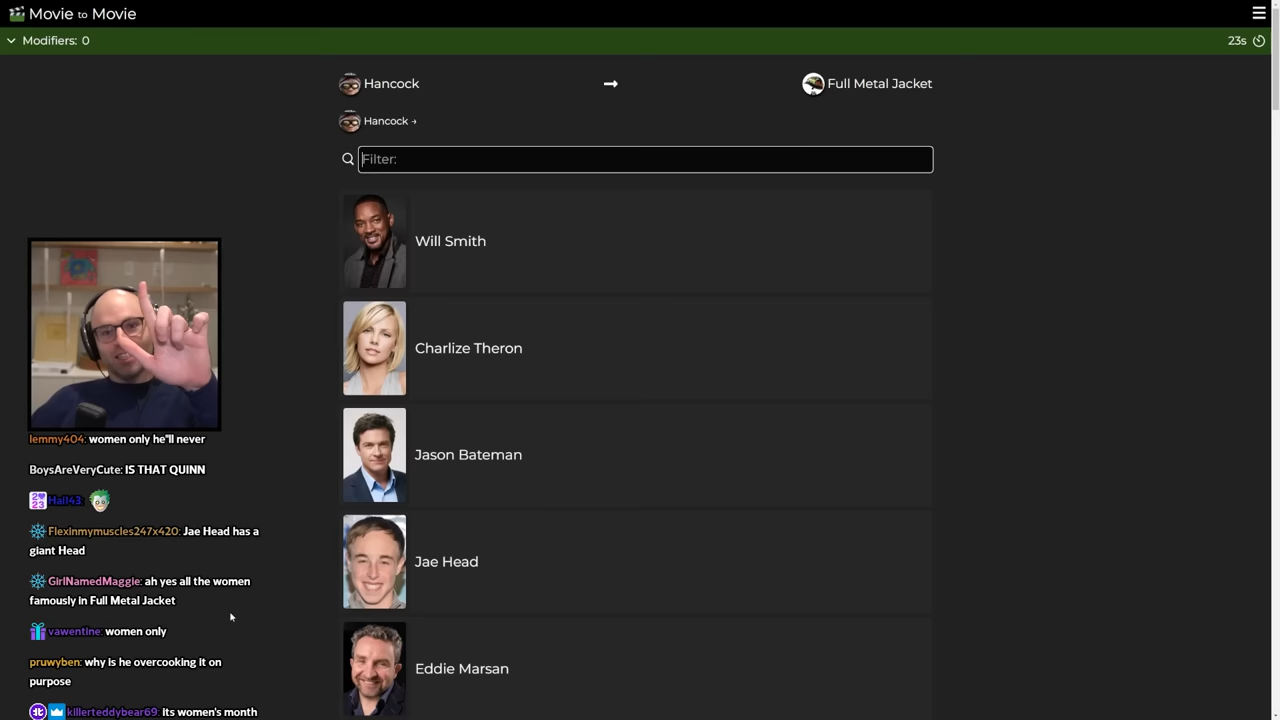 Movie to Movie
Modifiers: 0
23s
Hancock
Full Metal Jacket
Hancock →
Filter:
Will Smith
Charlize Theron
Jason Bateman
Jae Head
Eddie Marsan
lemmy404: women only he"ll never
BoysAreVeryCute: IS THAT QUINN
Hail43:
Flexinmymuscles247x420: Jae Head has a
giant Head
GirlNamedMaggie: ah yes all the women
famously in Full Metal Jacket
vawentine: women only
pruwyben: why is he overcooking it on
purpose
killerteddybear69: its women's month